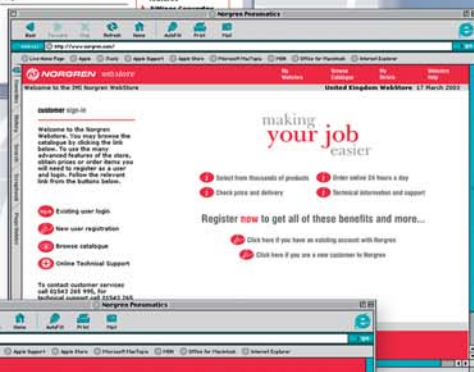 Norgren Pneumatics
Back Forward Stop Refresh Home AutoFill Print Mail
http://www.norgren.com/
Live Home Page Apple iTools Apple Support Apple Store Microsoft MacTopia MSN Office for Macintosh Internet Explorer
NORGREN webstore
My Webstore Browse Catalogue My Details Webstore Help
Welcome to the IMI Norgren WebStore United Kingdom WebStore 17 March 2003
Favorites
History
Search
Scrapbook
Page Holder
customer sign-in
Welcome to the Norgren
Webstore. You may browse the
catalogue by clicking the link
below. To use the many
advanced features of the store,
obtain prices or order items you
will need to register as a user
and login. Follow the relevant
link from the buttons below.
Existing user login
New user registration
Browse catalogue
Online Technical Support
To contact customer services
call 01543 265 995, for
technical support call 01543 265
making
your job
easier
Select from thousands of products
Order online 24 hours a day
Check price and delivery
Technical information and support
Register now to get all of these benefits and more...
Click here if you have an existing account with Norgren
Click here if you are a new customer to Norgren
Norgren Pneumatics
Home AutoFill Print Mail
Apple Support Apple Store Microsoft MacTopia MSN Office for Macintosh Internet Explorer